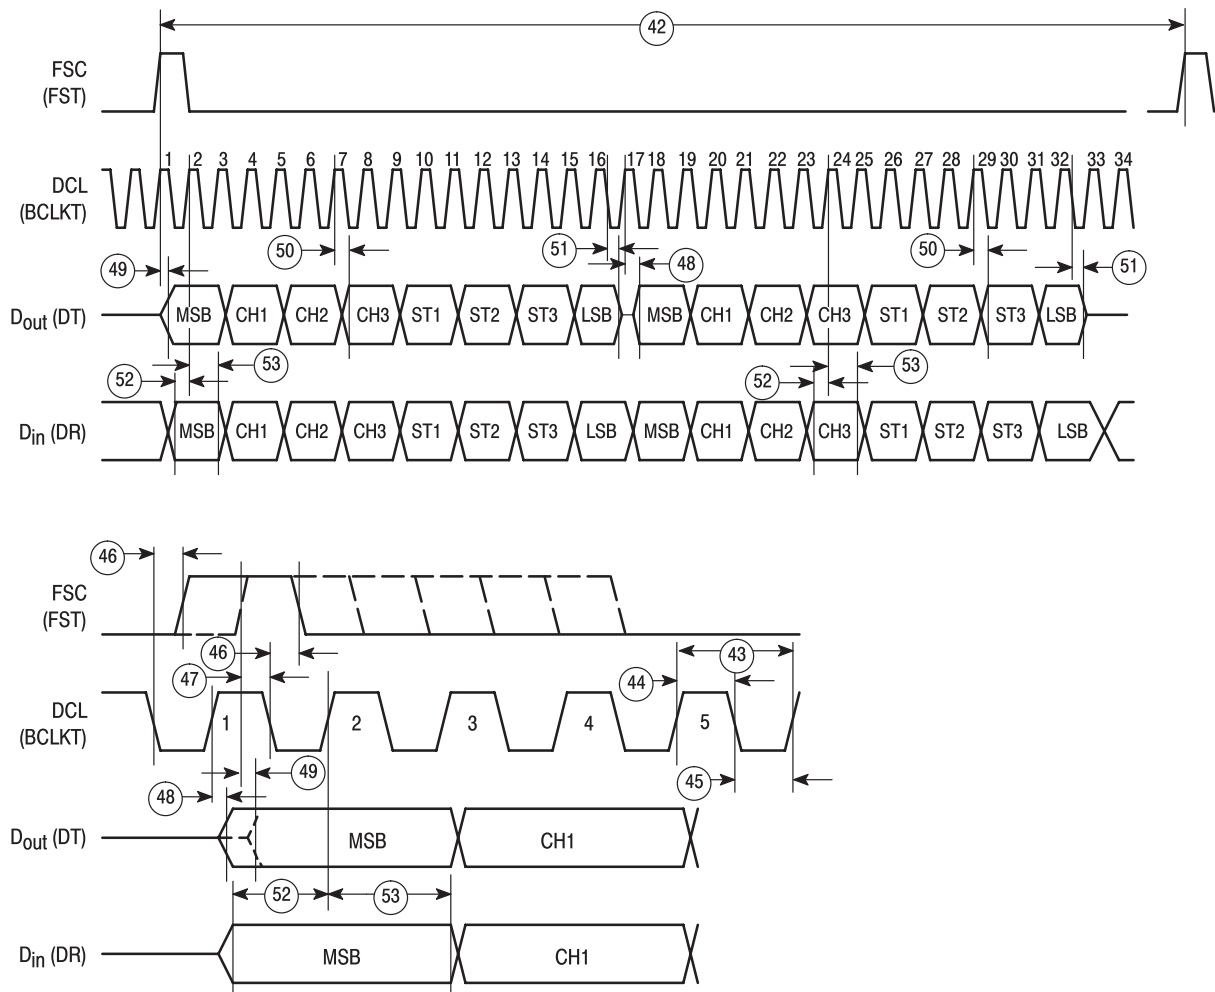 42
FSC
(FST)
1 2 3 4 5 6 7 8 9 10 11 12 13 14 15 16 17 18 19 20 21 22 23 24 25 26 27 28 29 30 31 32 33 34
DCL
(BCLKT)
49 50 51 48 50 51
Dout (DT) MSB CH1 CH2 CH3 ST1 ST2 ST3 LSB MSB CH1 CH2 CH3 ST1 ST2 ST3 LSB
52 53 52 53
Din (DR) MSB CH1 CH2 CH3 ST1 ST2 ST3 LSB MSB CH1 CH2 CH3 ST1 ST2 ST3 LSB
46
FSC
(FST)
46 43
47 44
DCL
(BCLKT)
1 2 3 4 5
49 45
48
Dout (DT) MSB CH1
52 53
Din (DR) MSB CH1